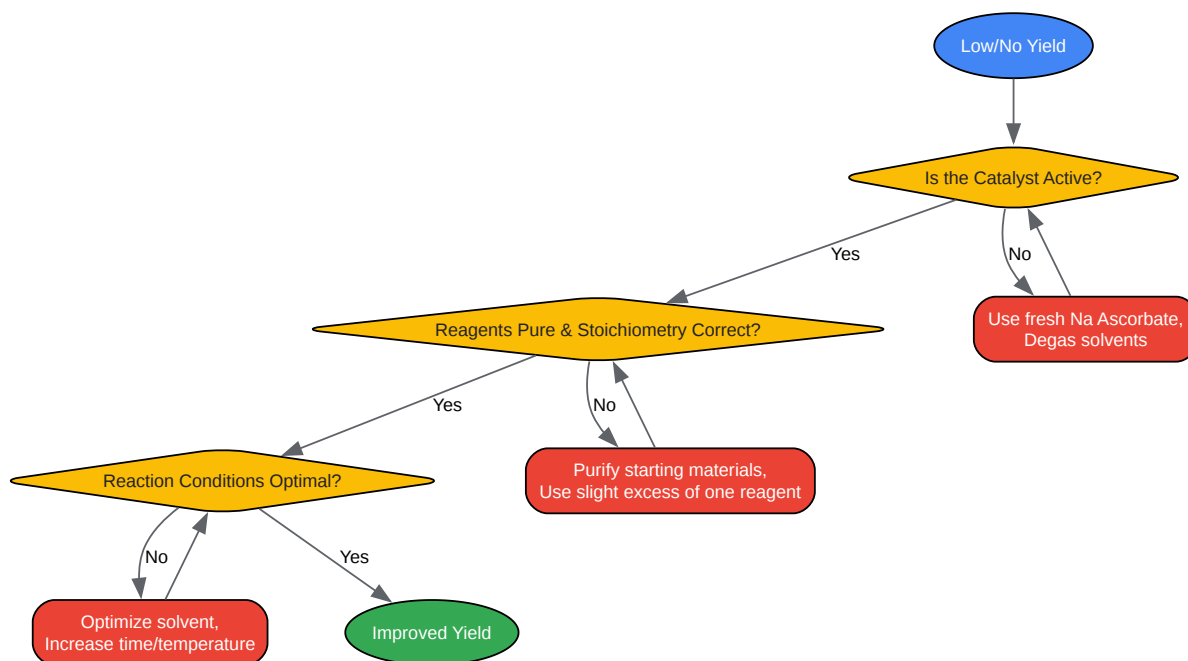 Low/No Yield
Is the Catalyst Active?
Yes
No
Use fresh Na Ascorbate,
Degas solvents
Reagents Pure & Stoichiometry Correct?
Yes
No
Purify starting materials,
Use slight excess of one reagent
Reaction Conditions Optimal?
No
Yes
Optimize solvent,
Increase time/temperature
Improved Yield